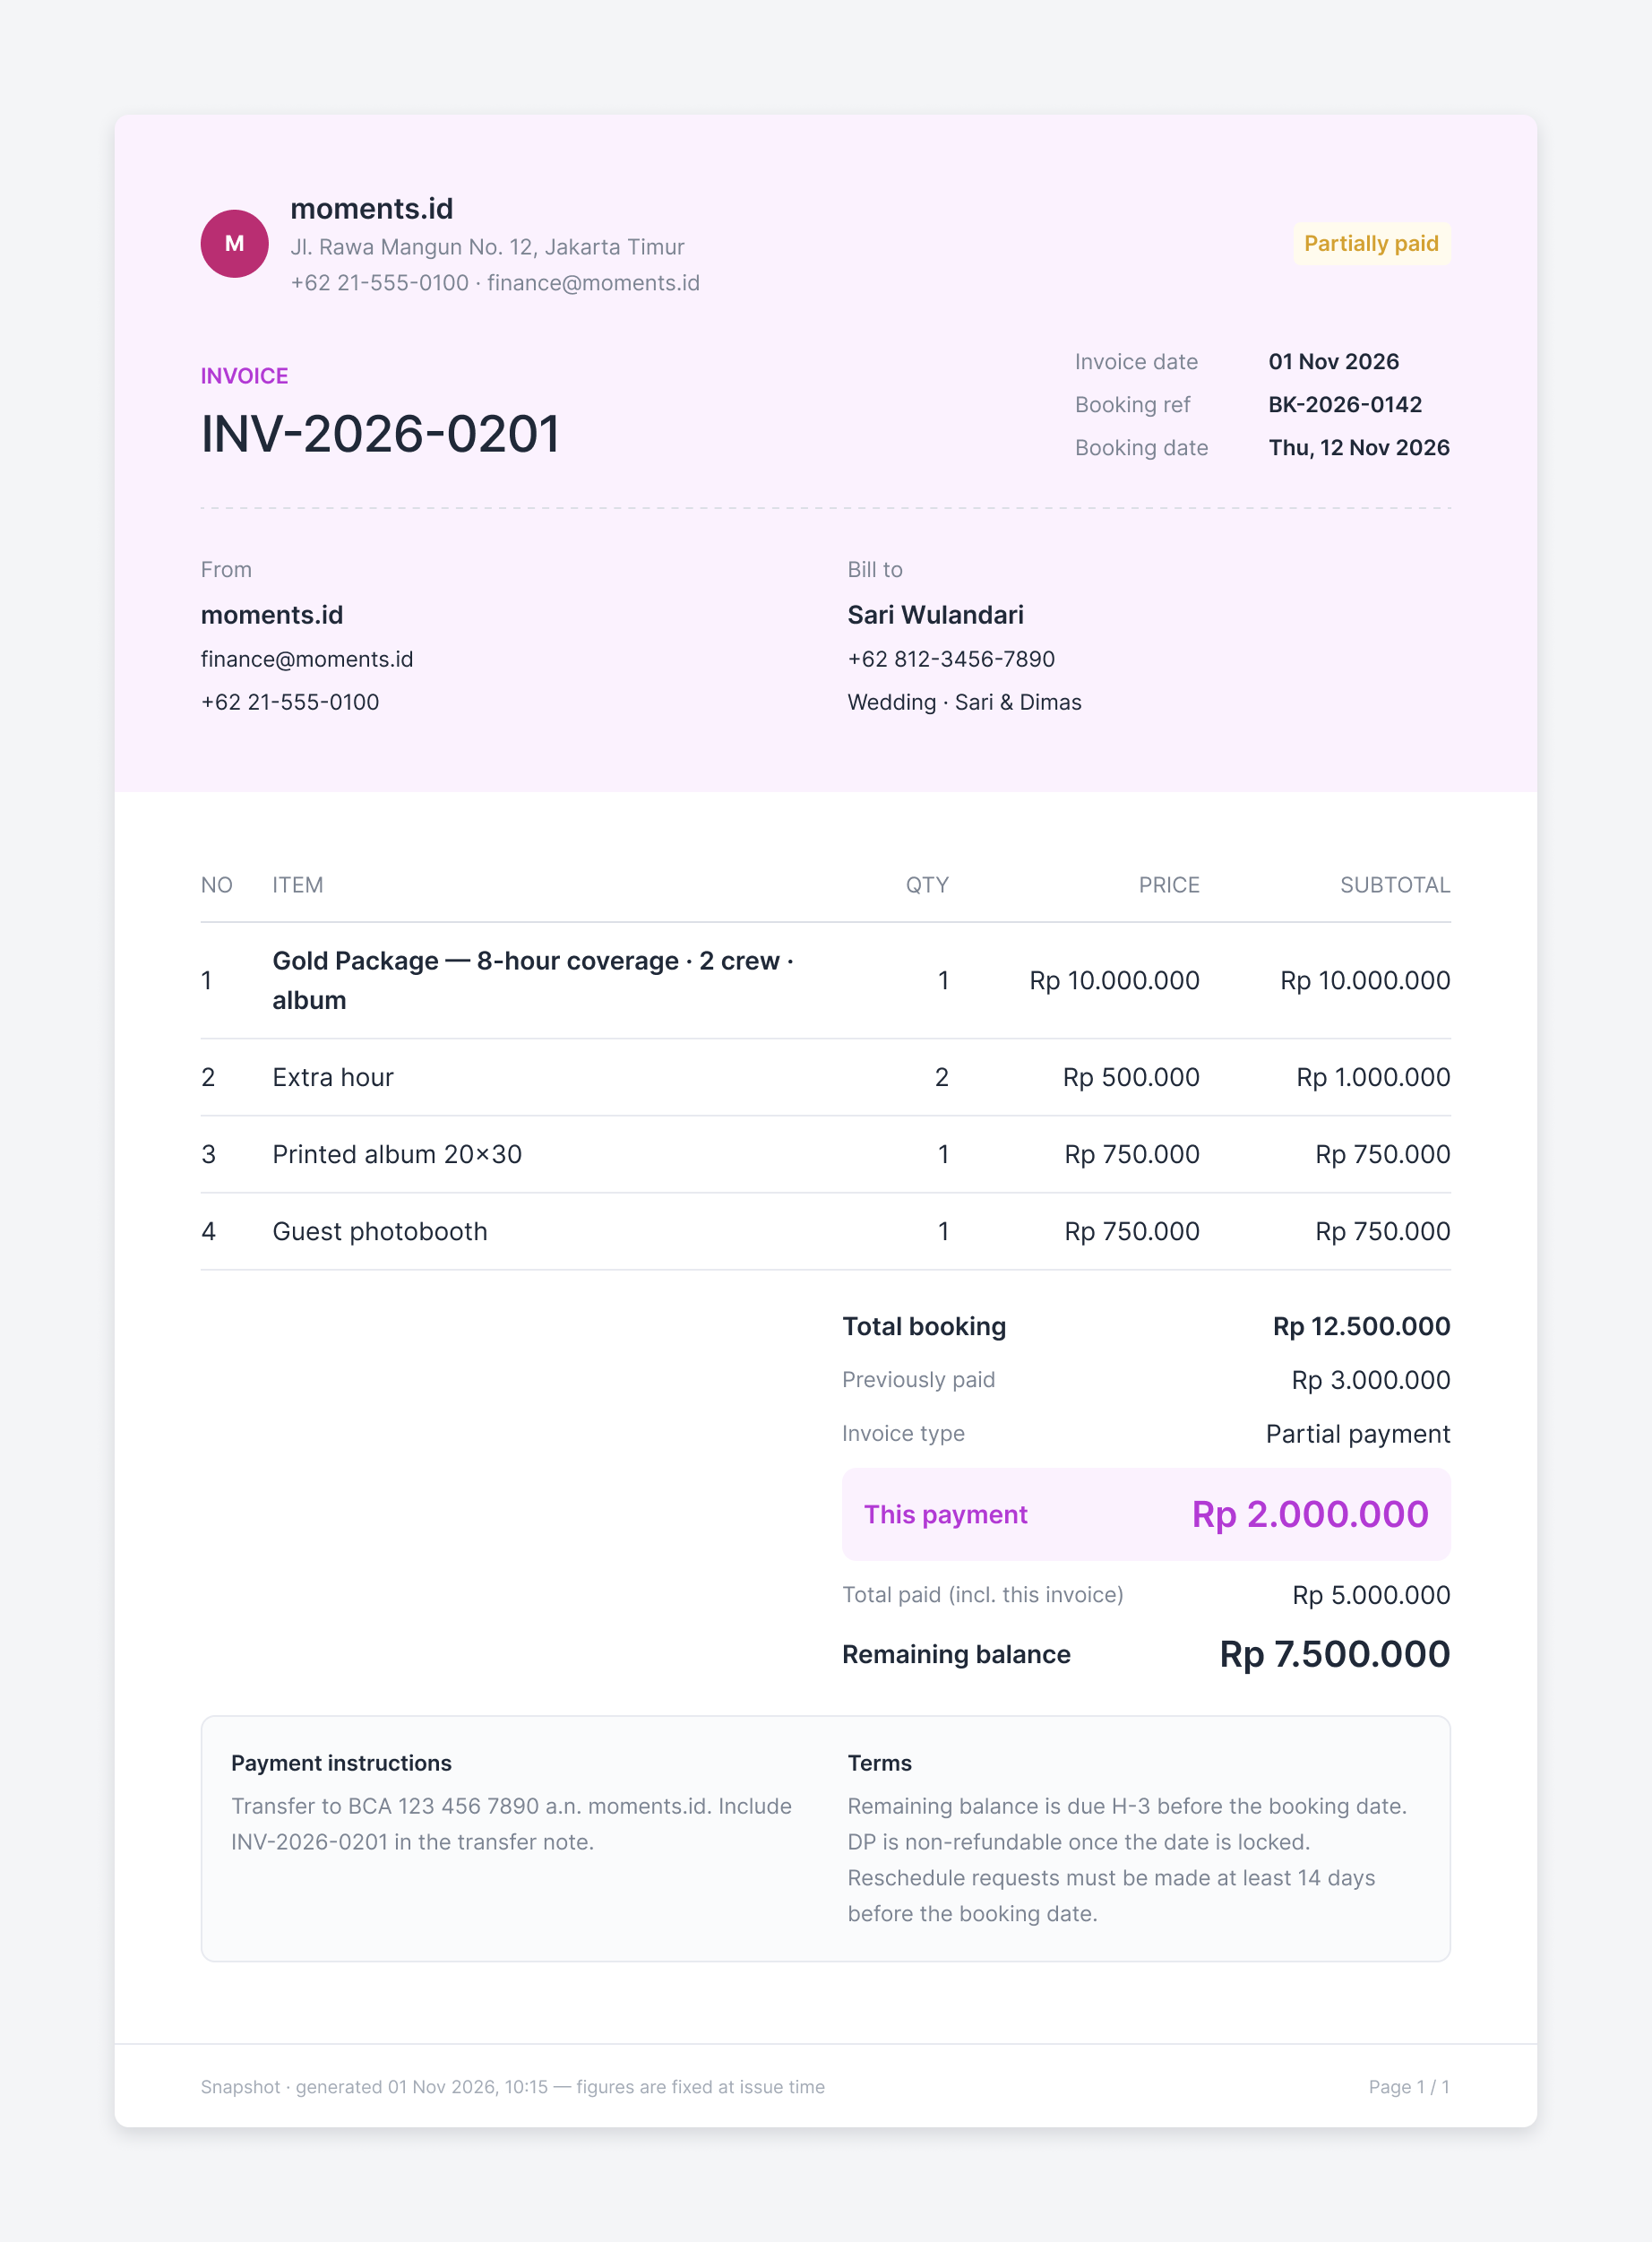 M
moments.id
Jl. Rawa Mangun No. 12, Jakarta Timur
+62 21-555-0100 · finance@moments.id
Partially paid
INVOICE
INV-2026-0201
Invoice date 01 Nov 2026
Booking ref BK-2026-0142
Booking date Thu, 12 Nov 2026
From
moments.id
finance@moments.id
+62 21-555-0100
Bill to
Sari Wulandari
+62 812-3456-7890
Wedding · Sari & Dimas
NO ITEM QTY PRICE SUBTOTAL
1 Gold Package — 8-hour coverage · 2 crew · 1 Rp 10.000.000 Rp 10.000.000
album
2 Extra hour 2 Rp 500.000 Rp 1.000.000
3 Printed album 20×30 1 Rp 750.000 Rp 750.000
4 Guest photobooth 1 Rp 750.000 Rp 750.000
Total booking Rp 12.500.000
Previously paid Rp 3.000.000
Invoice type Partial payment
This payment Rp 2.000.000
Total paid (incl. this invoice) Rp 5.000.000
Remaining balance Rp 7.500.000
Payment instructions
Transfer to BCA 123 456 7890 a.n. moments.id. Include
INV-2026-0201 in the transfer note.
Terms
Remaining balance is due H-3 before the booking date.
DP is non-refundable once the date is locked.
Reschedule requests must be made at least 14 days
before the booking date.
Snapshot · generated 01 Nov 2026, 10:15 — figures are fixed at issue time
Page 1 / 1